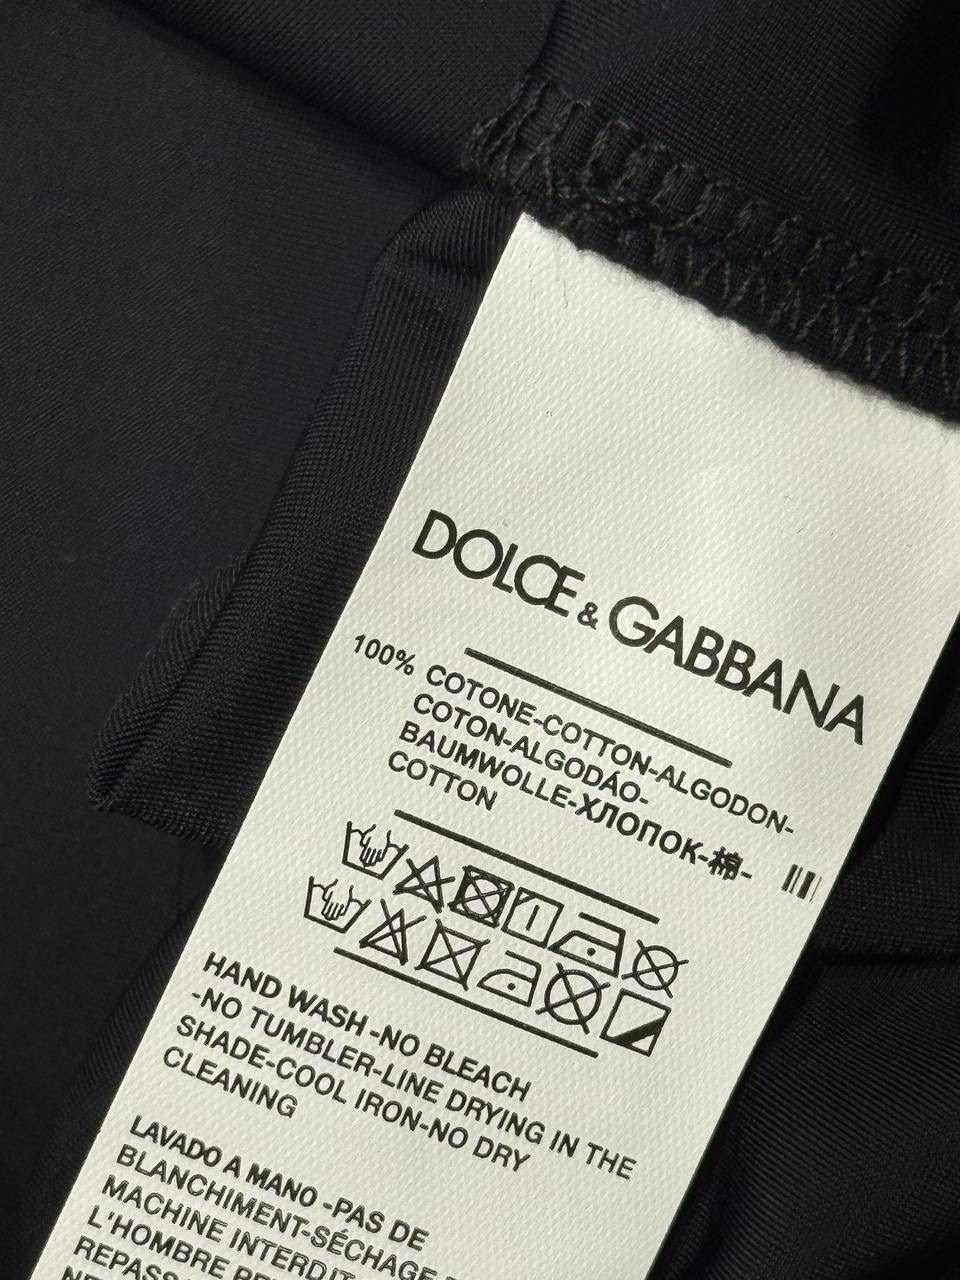 DOLCE & GABBANA
100% COTONE-COTTON-ALGODON-
COTON-ALGODÃO-
BAUMWOLLE-ХЛОПОК-棉-
COTTON
HAND WASH-NO BLEACH
-NO TUMBLER-LINE DRYING IN THE
SHADE-COOL IRON-NO DRY
CLEANING
LAVADO A MANO-PAS DE
BLANCHIMENT-SÉCHAGE
MACHINE INTERDIT
L'HOMBRE